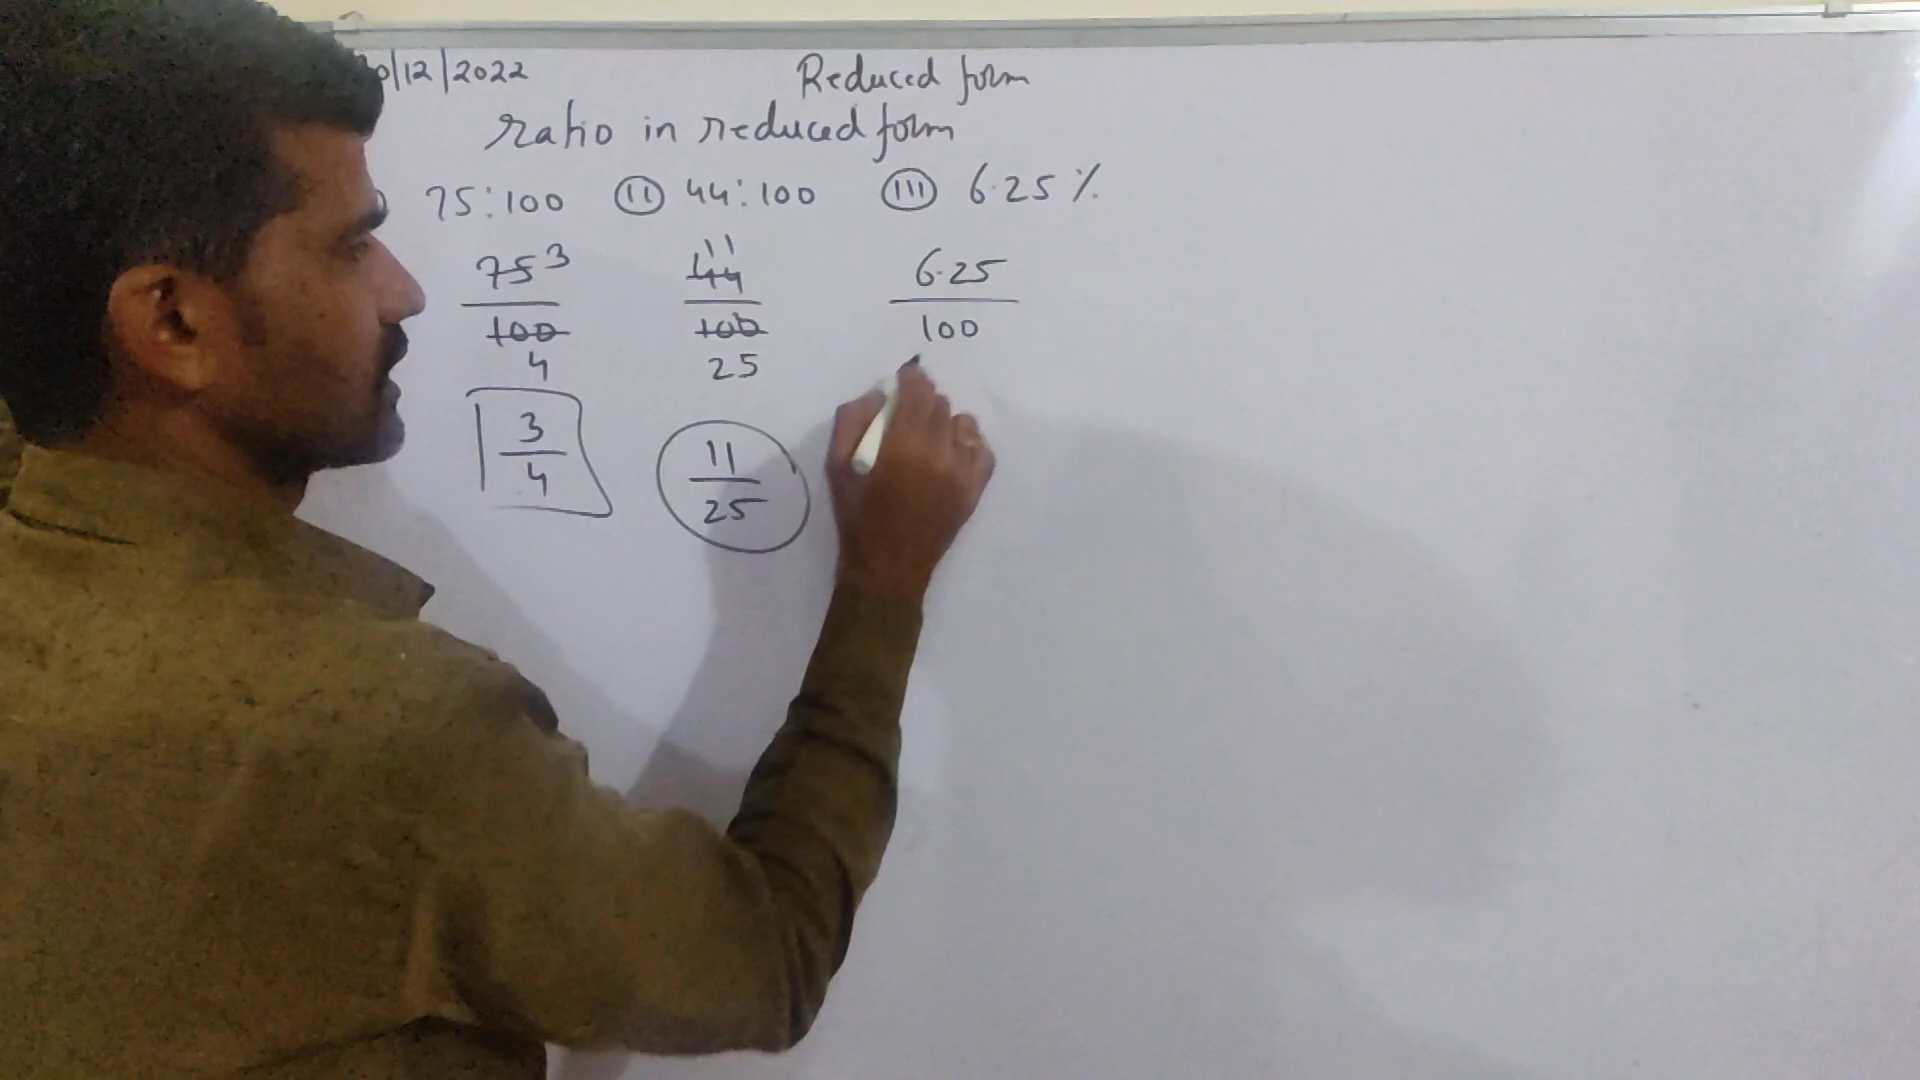 0/12/2022 Reduced form
ratio in reduced form
75:100 (II) 44:100 (III) 6.25%
75 3 11
44 6.25
100 100 100
4 25
3 11
4 25